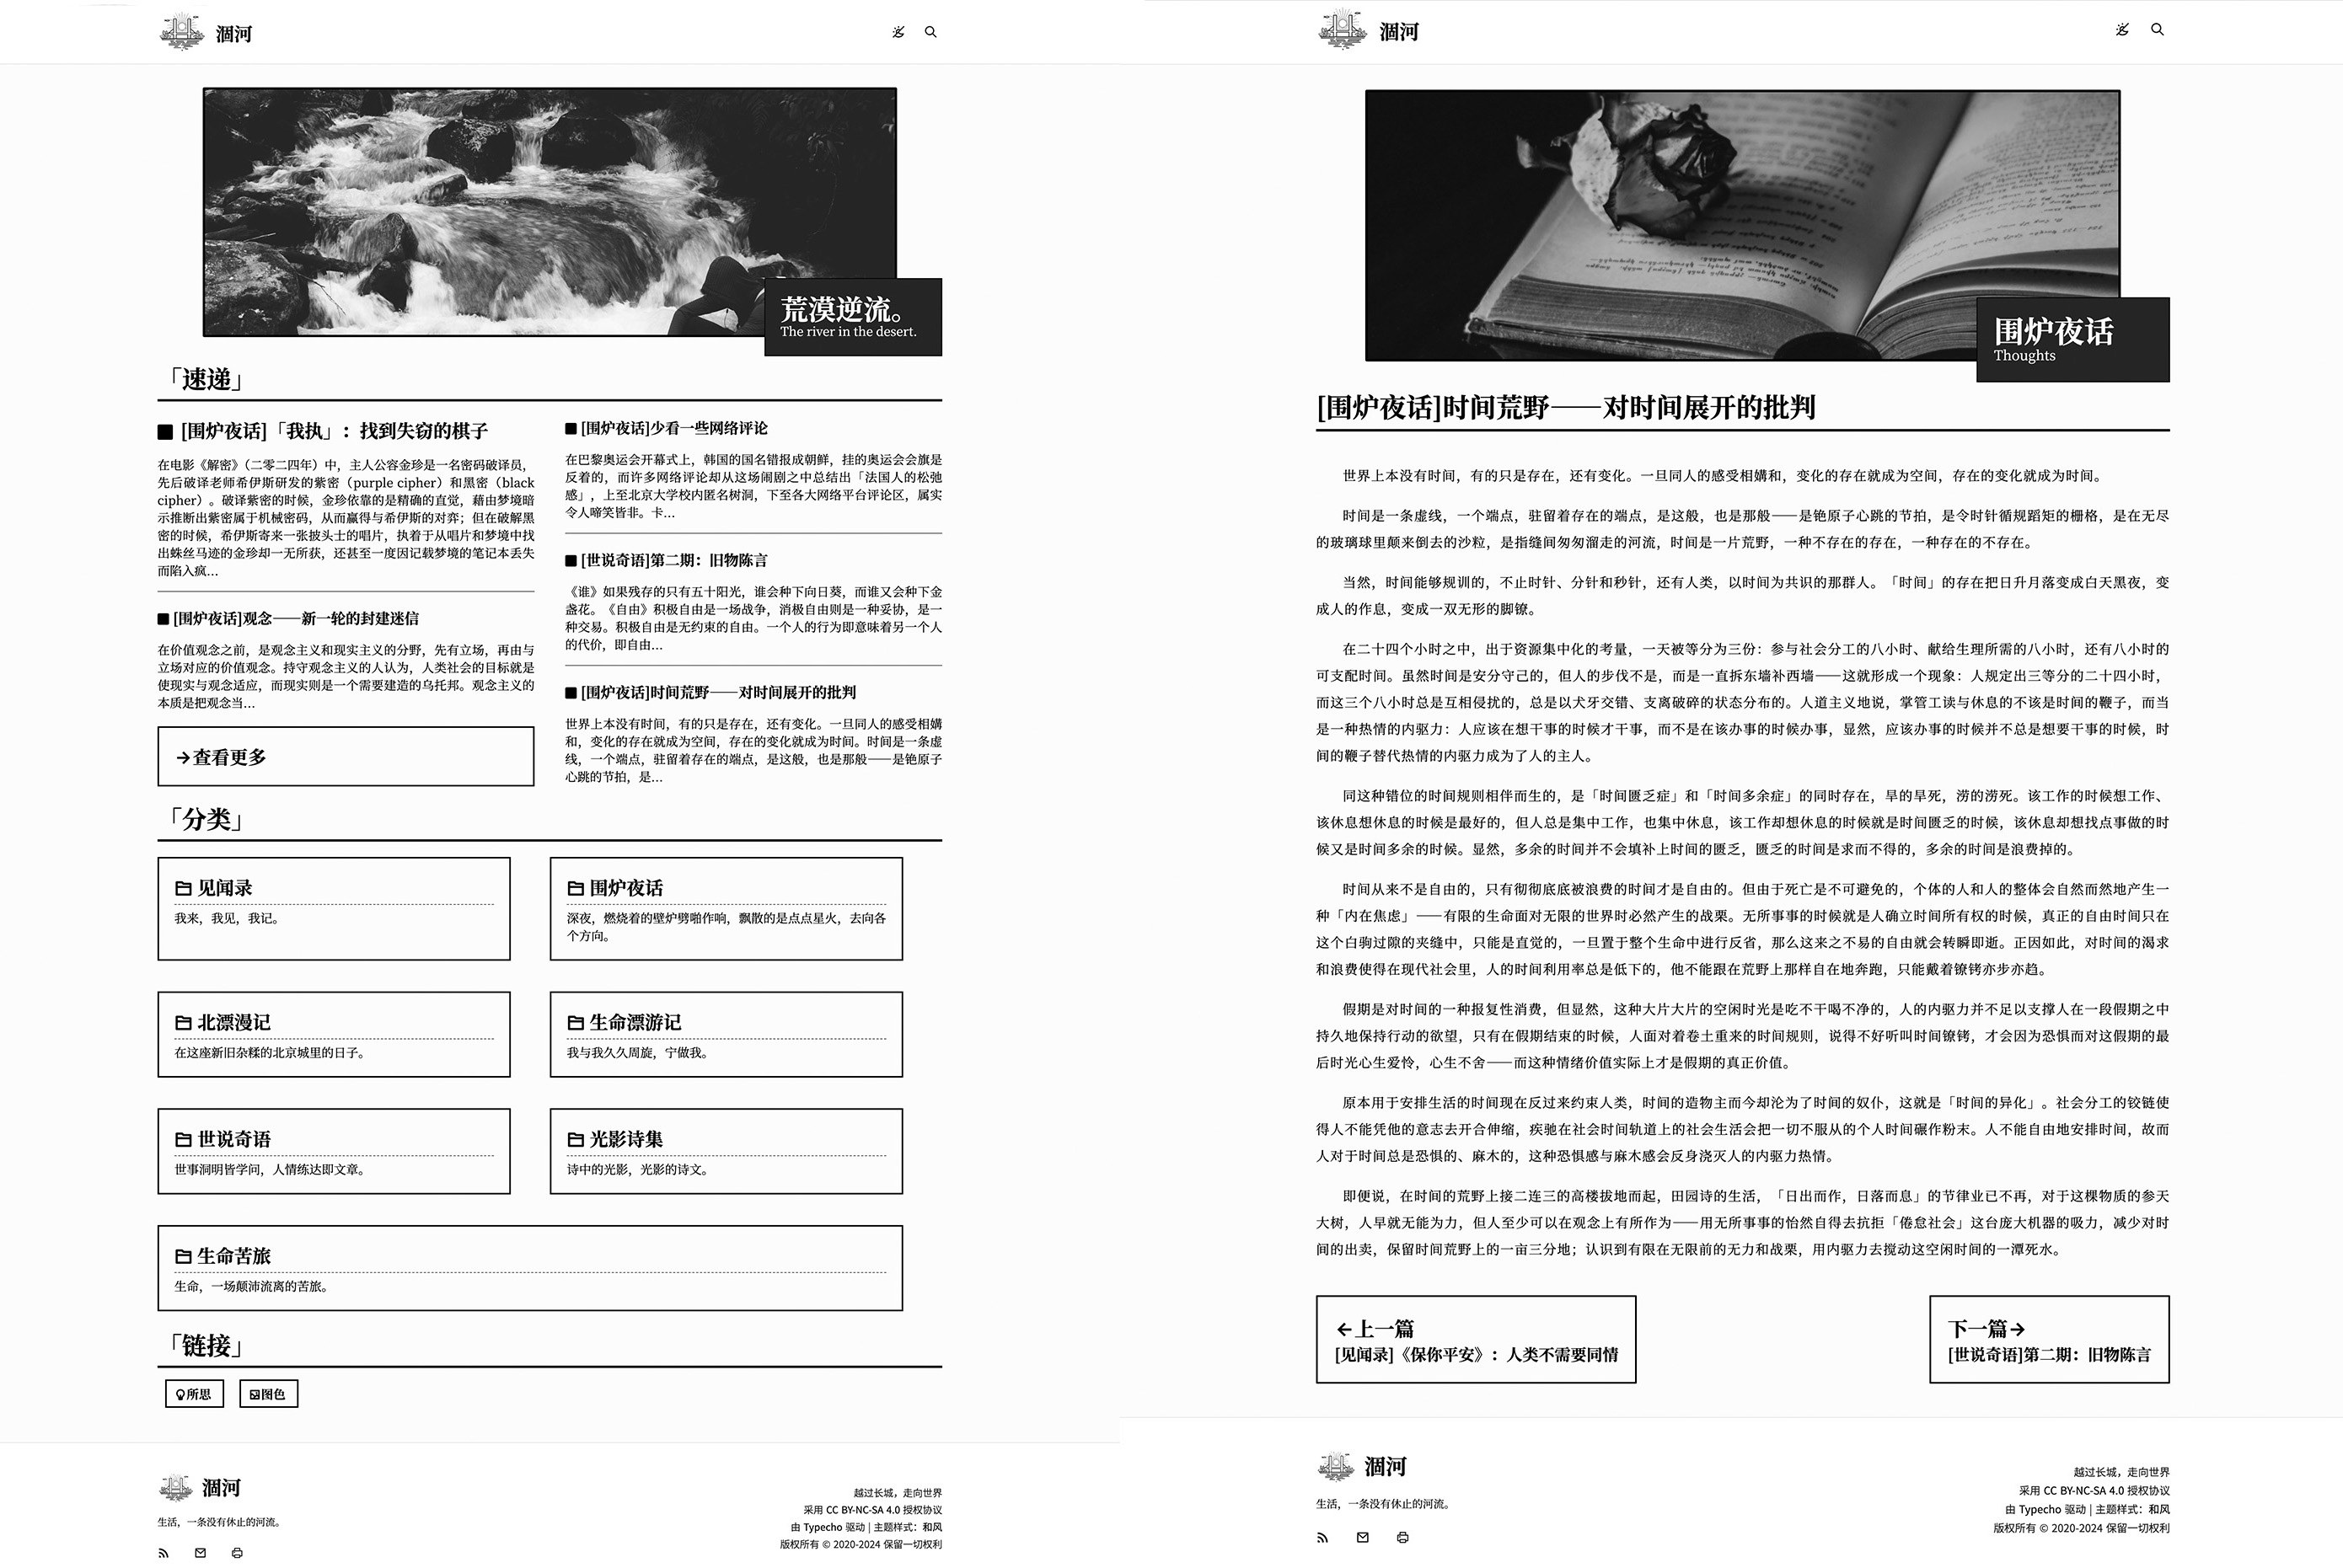 涸河
荒漠逆流。
The river in the desert.
「速递」
[围炉夜话]「我执」：找到失窃的棋子
在电影《解密》（二零二四年）中，主人公容金珍是一名密码破译员，
先后破译老师希伊斯研发的紫密（purple cipher）和黑密（black
cipher）。破译紫密的时候，金珍依靠的是精确的直觉，藉由梦境暗
示推断出紫密属于机械密码，从而赢得与希伊斯的对弈；但在破解黑
密的时候，希伊斯寄来一张披头士的唱片，执着于从唱片和梦境中找
出蛛丝马迹的金珍却一无所获，还甚至一度因记载梦境的笔记本丢失
而陷入疯...
[围炉夜话]观念——新一轮的封建迷信
在价值观念之前，是观念主义和现实主义的分野，先有立场，再由与
立场对应的价值观念。持守观念主义的人认为，人类社会的目标就是
使现实与观念适应，而现实则是一个需要建造的乌托邦。观念主义的
本质是把观念当...
→查看更多
[围炉夜话]少看一些网络评论
在巴黎奥运会开幕式上，韩国的国名错报成朝鲜，挂的奥运会会旗是
反着的，而许多网络评论却从这场闹剧之中总结出「法国人的松弛
感」，上至北京大学校内匿名树洞，下至各大网络平台评论区，属实
令人啼笑皆非。卡...
[世说奇语]第二期：旧物陈言
《谁》如果残存的只有五十阳光，谁会种下向日葵，而谁又会种下金
盏花。《自由》积极自由是一场战争，消极自由则是一种妥协，是一
种交易。积极自由是无约束的自由。一个人的行为即意味着另一个人
的代价，即自由...
[围炉夜话]时间荒野——对时间展开的批判
世界上本没有时间，有的只是存在，还有变化。一旦同人的感受相媾
和，变化的存在就成为空间，存在的变化就成为时间。时间是一条虚
线，一个端点，驻留着存在的端点，是这般，也是那般——是铯原子
心跳的节拍，是...
「分类」
见闻录
我来，我见，我记。
围炉夜话
深夜，燃烧着的壁炉劈啪作响，飘散的是点点星火，去向各
个方向。
北漂漫记
在这座新旧杂糅的北京城里的日子。
生命漂游记
我与我久久周旋，宁做我。
世说奇语
世事洞明皆学问，人情练达即文章。
光影诗集
诗中的光影，光影的诗文。
生命苦旅
生命，一场颠沛流离的苦旅。
「链接」
所思
图色
涸河
生活，一条没有休止的河流。
越过长城，走向世界
采用 CC BY-NC-SA 4.0 授权协议
由 Typecho 驱动 | 主题样式：和风
版权所有 © 2020-2024 保留一切权利
涸河
围炉夜话
Thoughts
[围炉夜话]时间荒野——对时间展开的批判
世界上本没有时间，有的只是存在，还有变化。一旦同人的感受相媾和，变化的存在就成为空间，存在的变化就成为时间。
时间是一条虚线，一个端点，驻留着存在的端点，是这般，也是那般——是铯原子心跳的节拍，是令时针循规蹈矩的栅格，是在无尽
的玻璃球里颠来倒去的沙粒，是指缝间匆匆溜走的河流，时间是一片荒野，一种不存在的存在，一种存在的不存在。
当然，时间能够规训的，不止时针、分针和秒针，还有人类，以时间为共识的那群人。「时间」的存在把日升月落变成白天黑夜，变
成人的作息，变成一双无形的脚镣。
在二十四个小时之中，出于资源集中化的考量，一天被等分为三份：参与社会分工的八小时、献给生理所需的八小时，还有八小时的
可支配时间。虽然时间是安分守己的，但人的步伐不是，而是一直拆东墙补西墙——这就形成一个现象：人规定出三等分的二十四小时，
而这三个八小时总是互相侵扰的，总是以犬牙交错、支离破碎的状态分布的。人道主义地说，掌管工读与休息的不该是时间的鞭子，而当
是一种热情的内驱力：人应该在想干事的时候才干事，而不是在该办事的时候办事，显然，应该办事的时候并不总是想要干事的时候，时
间的鞭子替代热情的内驱力成为了人的主人。
同这种错位的时间规则相伴而生的，是「时间匮乏症」和「时间多余症」的同时存在，旱的旱死，涝的涝死。该工作的时候想工作、
该休息想休息的时候是最好的，但人总是集中工作，也集中休息，该工作却想休息的时候就是时间匮乏的时候，该休息却想找点事做的时
候又是时间多余的时候。显然，多余的时间并不会填补上时间的匮乏，匮乏的时间是求而不得的，多余的时间是浪费掉的。
时间从来不是自由的，只有彻彻底底被浪费的时间才是自由的。但由于死亡是不可避免的，个体的人和人的整体会自然而然地产生一
种「内在焦虑」——有限的生命面对无限的世界时必然产生的战栗。无所事事的时候就是人确立时间所有权的时候，真正的自由时间只在
这个白驹过隙的夹缝中，只能是直觉的，一旦置于整个生命中进行反省，那么这来之不易的自由就会转瞬即逝。正因如此，对时间的渴求
和浪费使得在现代社会里，人的时间利用率总是低下的，他不能跟在荒野上那样自在地奔跑，只能戴着镣铐亦步亦趋。
假期是对时间的一种报复性消费，但显然，这种大片大片的空闲时光是吃不干喝不净的，人的内驱力并不足以支撑人在一段假期之中
持久地保持行动的欲望，只有在假期结束的时候，人面对着卷土重来的时间规则，说得不好听叫时间镣铐，才会因为恐惧而对这假期的最
后时光心生爱怜，心生不舍——而这种情绪价值实际上才是假期的真正价值。
原本用于安排生活的时间现在反过来约束人类，时间的造物主而今却沦为了时间的奴仆，这就是「时间的异化」。社会分工的铰链使
得人不能凭他的意志去开合伸缩，疾驰在社会时间轨道上的社会生活会把一切不服从的个人时间碾作粉末。人不能自由地安排时间，故而
人对于时间总是恐惧的、麻木的，这种恐惧感与麻木感会反身浇灭人的内驱力热情。
即便说，在时间的荒野上接二连三的高楼拔地而起，田园诗的生活，「日出而作，日落而息」的节律业已不再，对于这棵物质的参天
大树，人早就无能为力，但人至少可以在观念上有所作为——用无所事事的怡然自得去抗拒「倦怠社会」这台庞大机器的吸力，减少对时
间的出卖，保留时间荒野上的一亩三分地；认识到有限在无限前的无力和战栗，用内驱力去搅动这空闲时间的一潭死水。
←上一篇
[见闻录]《保你平安》：人类不需要同情
下一篇→
[世说奇语]第二期：旧物陈言
涸河
生活，一条没有休止的河流。
越过长城，走向世界
采用 CC BY-NC-SA 4.0 授权协议
由 Typecho 驱动 | 主题样式：和风
版权所有 © 2020-2024 保留一切权利